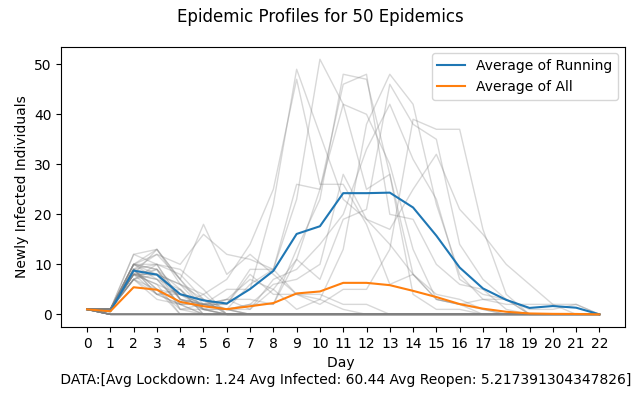 Epidemic Profiles for 50 Epidemics
Average of Running
Average of All
Newly Infected Individuals
50
40
30
20
10
0
0 1 2 3 4 5 6 7 8 9 10 11 12 13 14 15 16 17 18 19 20 21 22
Day
DATA:[Avg Lockdown: 1.24 Avg Infected: 60.44 Avg Reopen: 5.217391304347826]